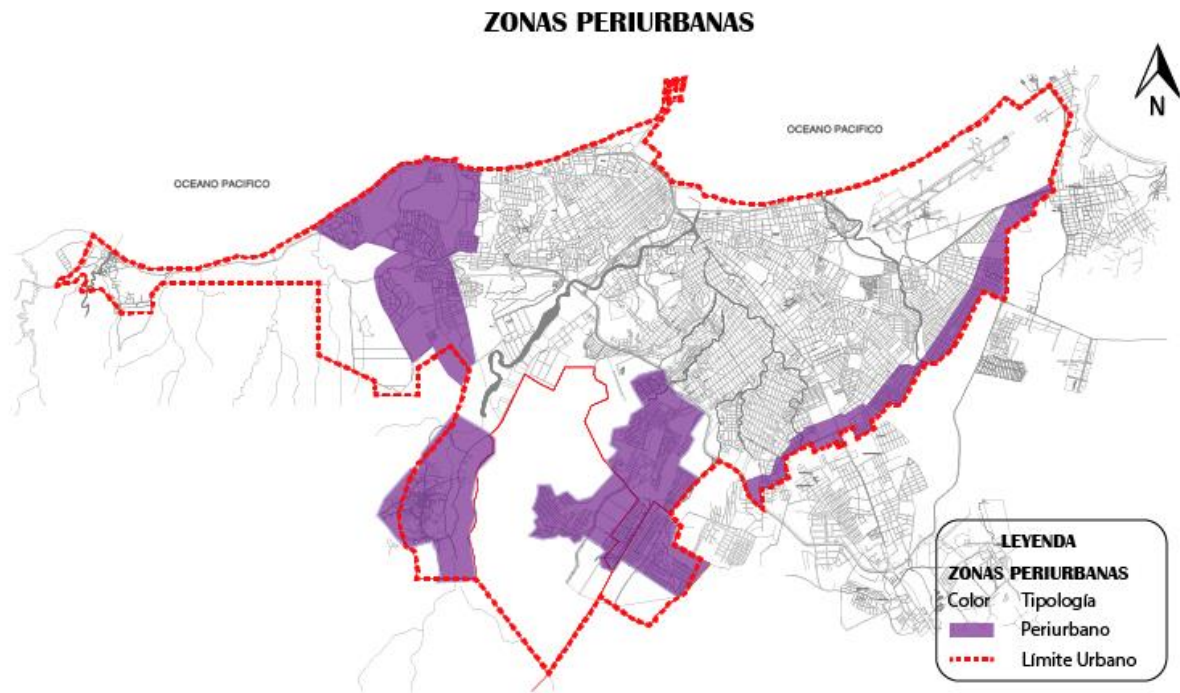 ZONAS PERIURBANAS
N
OCEANO PACIFICO
OCEANO PACIFICO
LEYENDA
ZONAS PERIURBANAS
Color Tipología
Periurbano
Límite Urbano